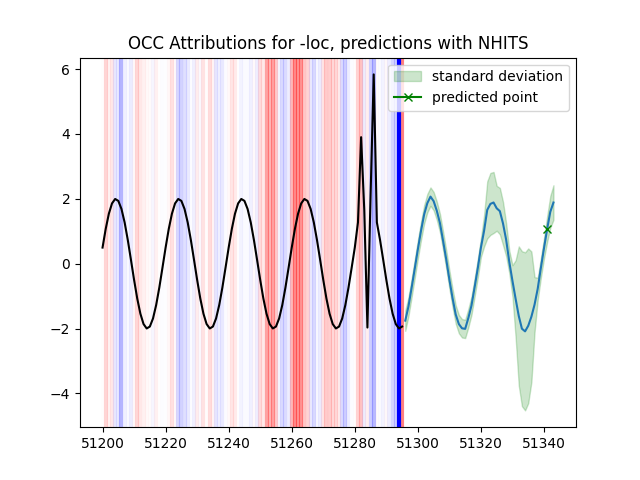 OCC Attributions for -loc, predictions with NHITS
standard deviation
predicted point
6
4
2
0
−2
−4
51200 51220 51240 51260 51280 51300 51320 51340